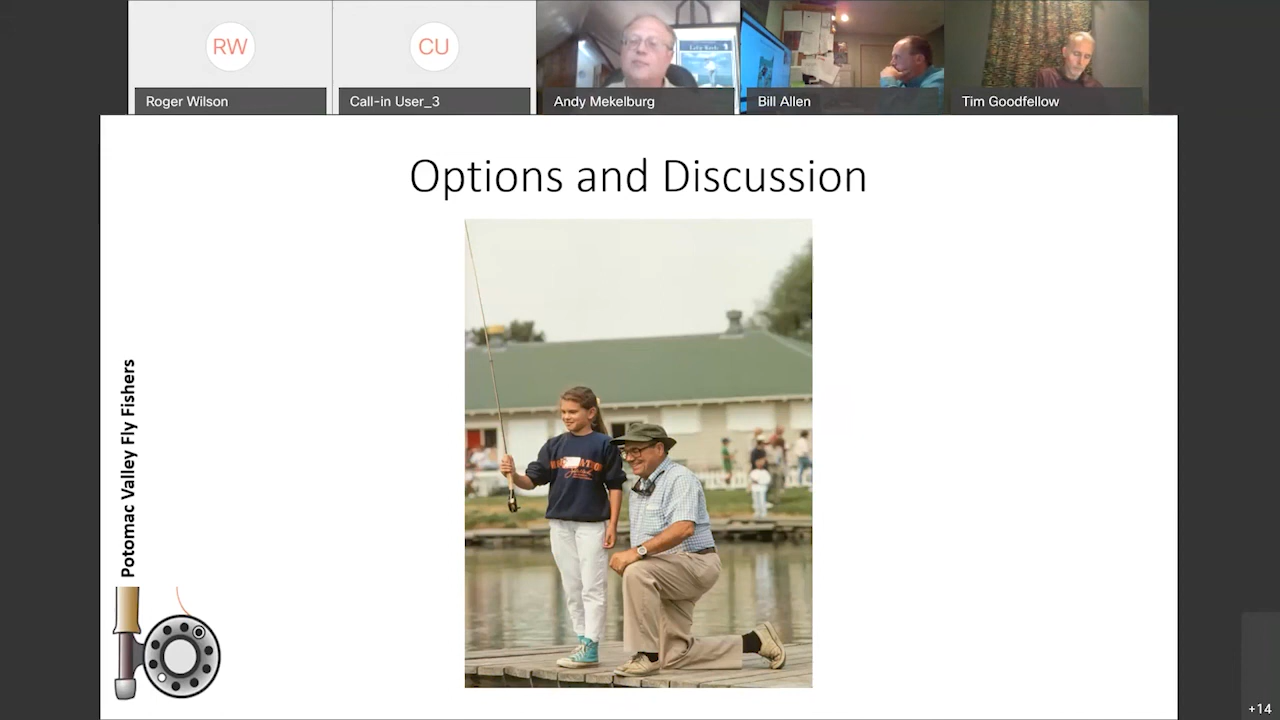 RW
CU
Roger Wilson
Call-in User_3
Andy Mekelburg
Bill Allen
Tim Goodfellow
Options and Discussion
Potomac Valley Fly Fishers
+14